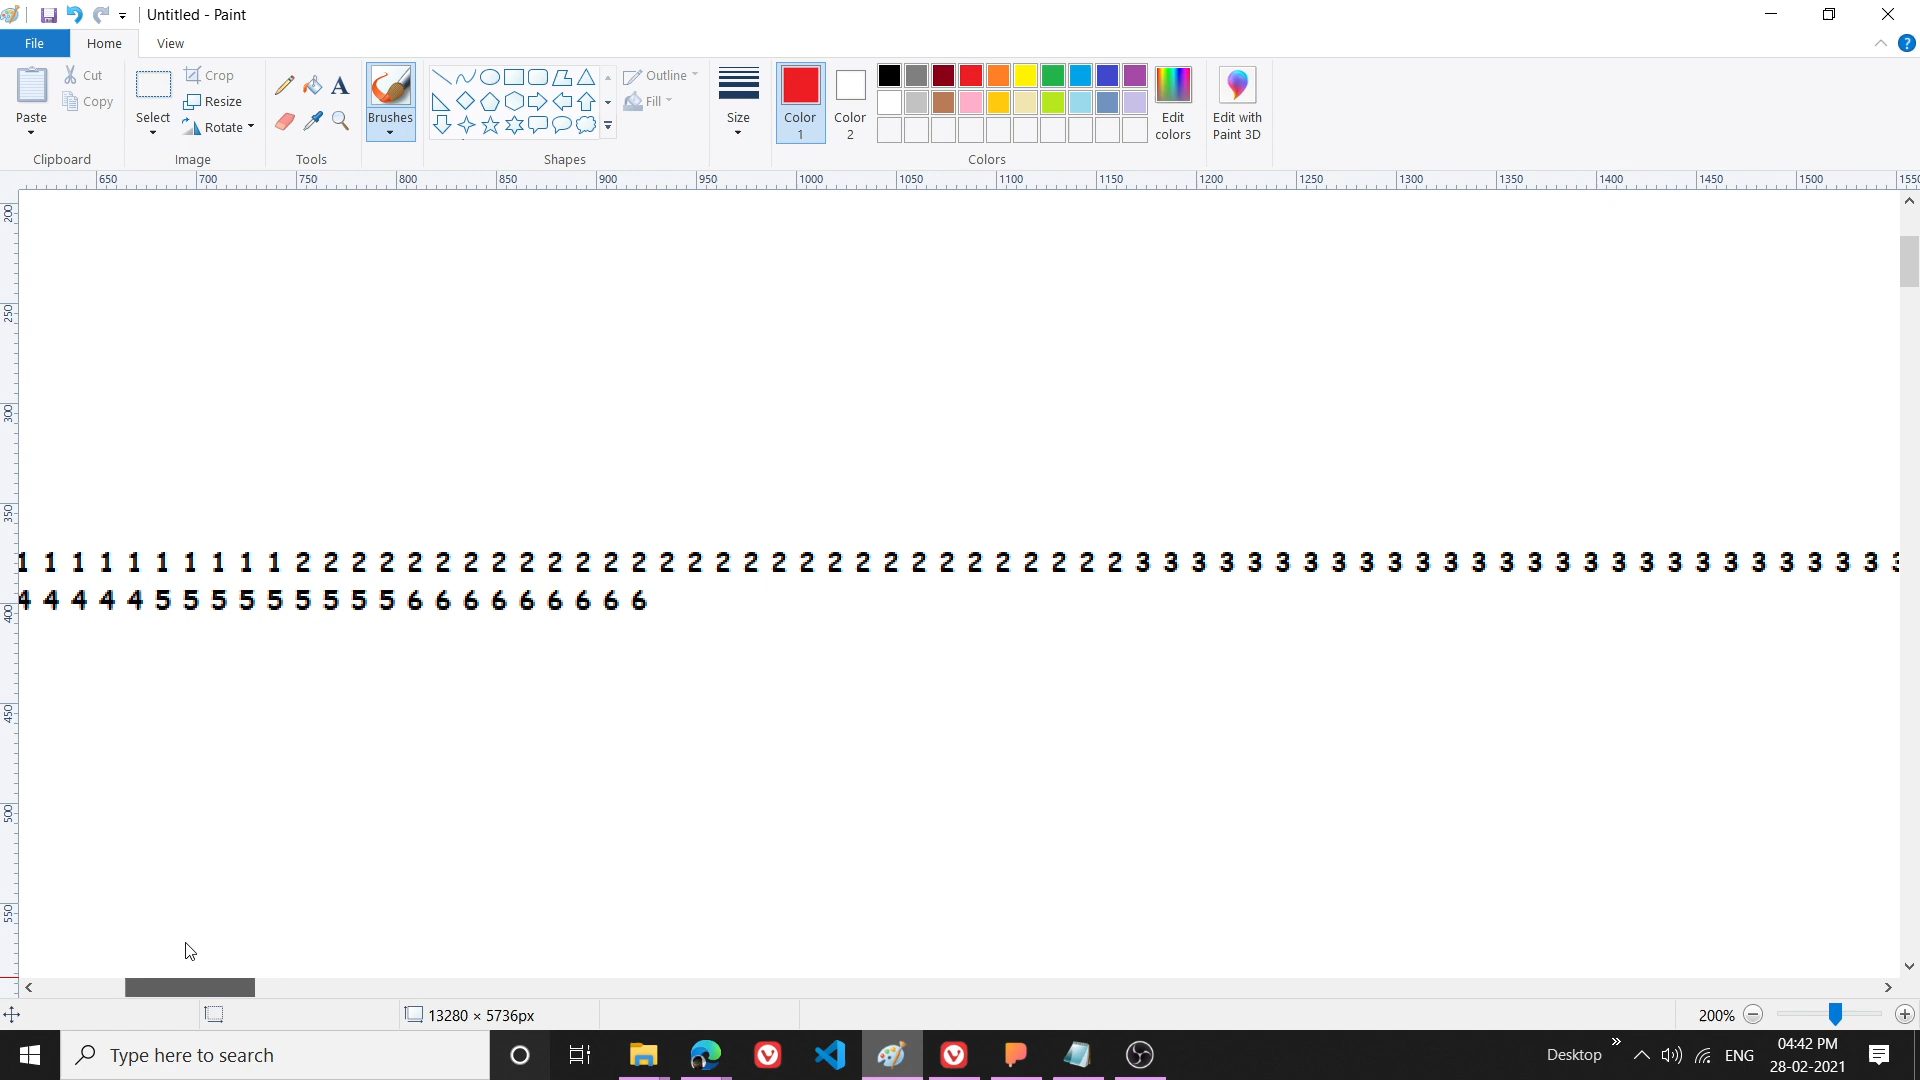 Untitled - Paint
File Home View
Paste Cut Copy Clipboard
Select Crop Resize Rotate Image
Tools
Brushes
Outline Fill Shapes
Size
Color 1 Color 2 Edit colors Colors
Edit with Paint 3D
650 700 750 800 850 900 950 1000 1050 1100 1150 1200 1250 1300 1350 1400 1450 1500 1550
200
250
300
350
400
450
500
550
1 1 1 1 1 1 1 1 1 1 2 2 2 2 2 2 2 2 2 2 2 2 2 2 2 2 2 2 2 2 2 2 2 2 2 2 2 2 2 2 3 3 3 3 3 3 3 3 3 3 3 3 3 3 3 3 3 3 3 3 3 3 3 3 3 3 3 3
4 4 4 4 4 5 5 5 5 5 5 5 5 5 6 6 6 6 6 6 6 6 6
13280 × 5736px 200%
Type here to search Desktop ENG 04:42 PM
28-02-2021